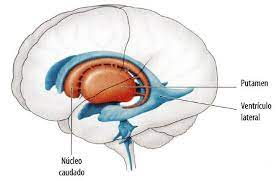 Putamen
Ventrículo
lateral
Núcleo
caudado